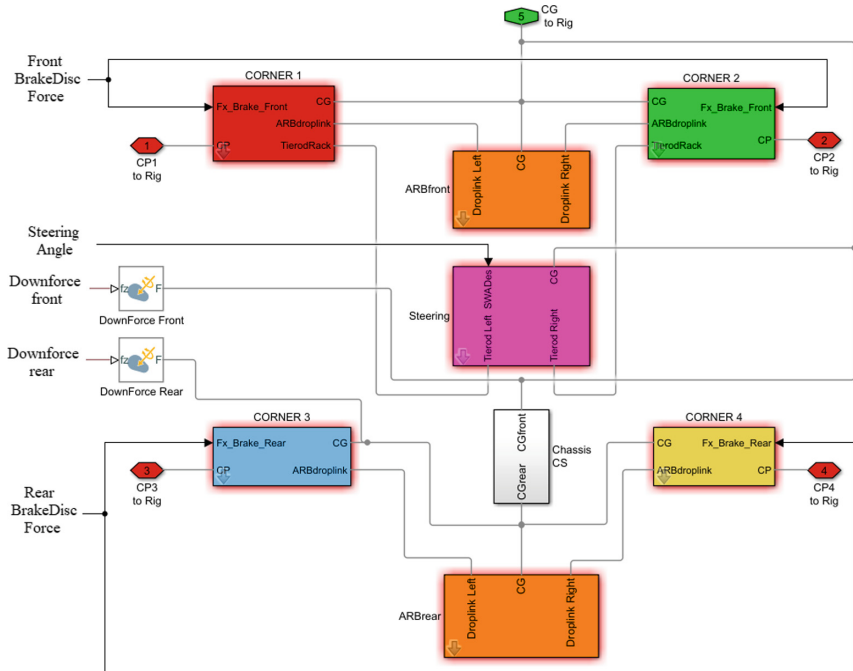 5
CG
to Rig
Front
BrakeDisc
Force
CORNER 1
Fx_Brake_Front
CG
ARBdroplink
CP
TierodRack
1
CP1
to Rig
CORNER 2
CG
Fx_Brake_Front
ARBdroplink
CP
TierodRack
2
CP2
to Rig
ARBfront
Droplink Left
CG
Droplink Right
Steering
Angle
Steering
SWADes
CG
Tierod Left
Tierod Right
Downforce
front
fz
F
DownForce Front
Downforce
rear
fz
F
DownForce Rear
CORNER 3
Fx_Brake_Rear
CG
CP
ARBdroplink
3
CP3
to Rig
CGfront
CGrear
Chassis
CS
CORNER 4
CG
Fx_Brake_Rear
ARBdroplink
CP
4
CP4
to Rig
Rear
BrakeDisc
Force
ARBrear
Droplink Left
CG
Droplink Right